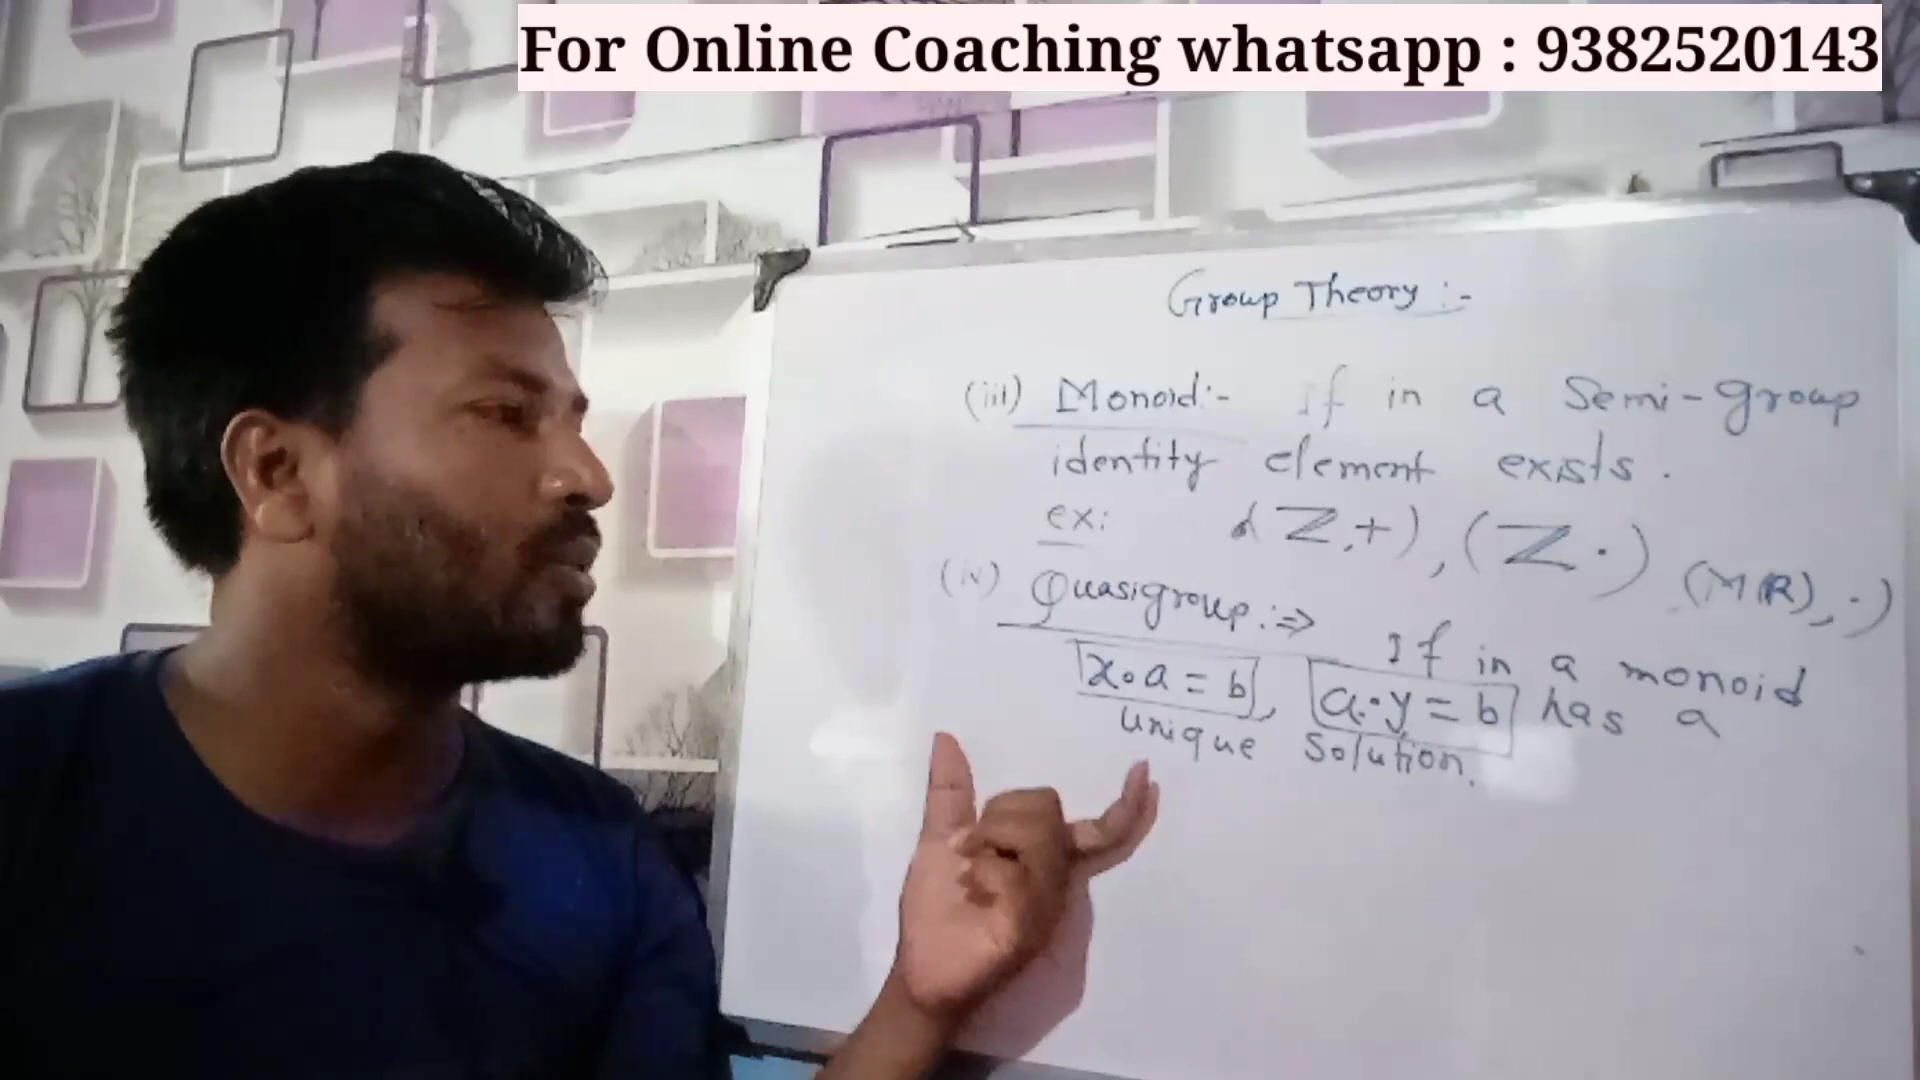 For Online Coaching whatsapp : 9382520143
Group Theory :-
(iii) Monoid :- If in a Semi-group
identity element exists.
ex: (Z,+), (Z ·) (M(R), ·)
(iv) Quasigroup :⇒ If in a monoid
x∘a = b, a·y = b has a
unique Solution.